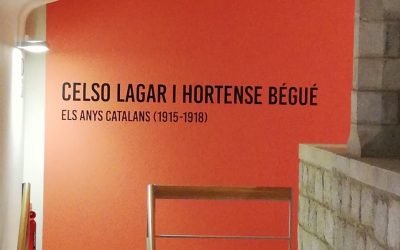 CELSO LAGAR I HORTENSE BÉGUÉ
ELS ANYS CATALANS (1915-1918)